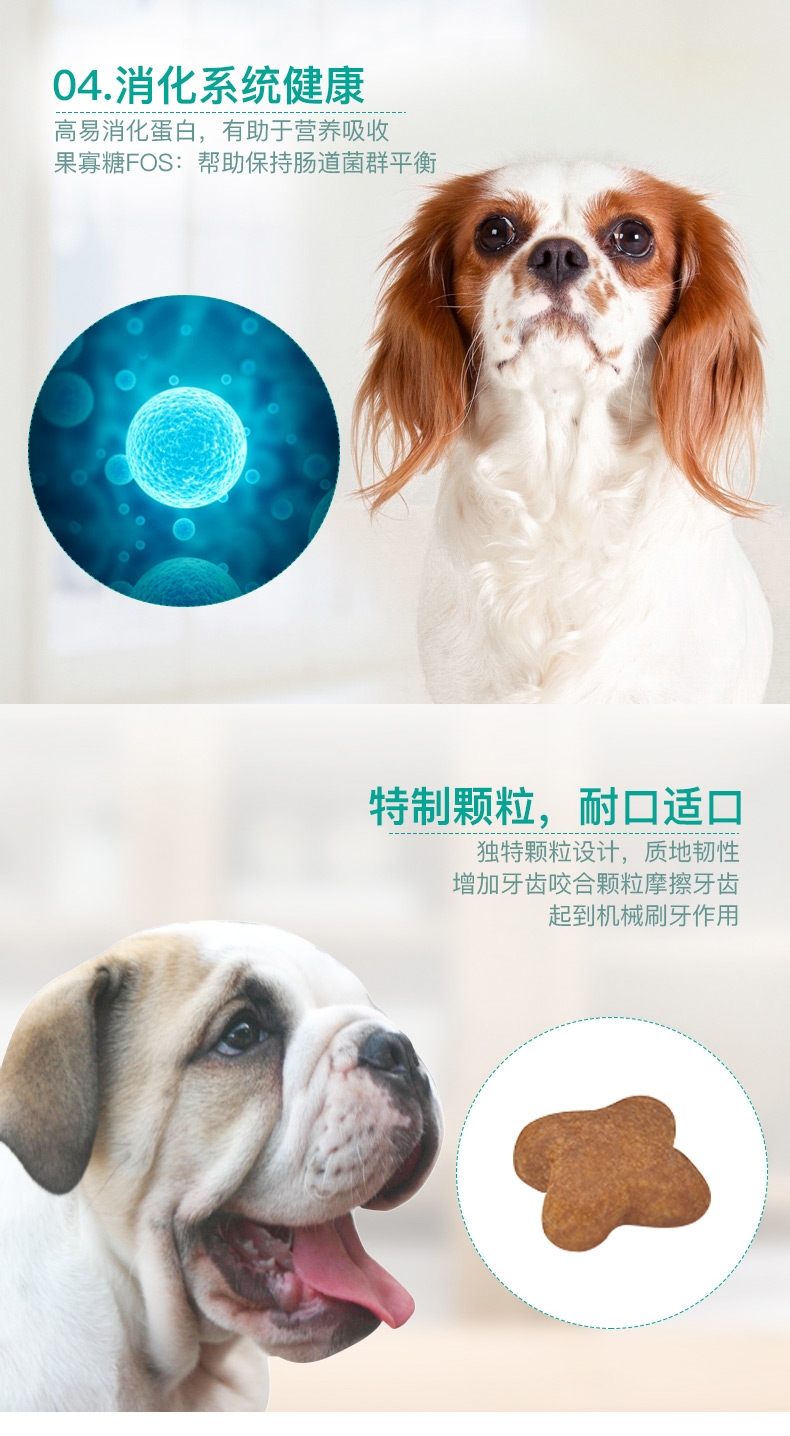 04.消化系统健康
高易消化蛋白，有助于营养吸收
果寡糖FOS：帮助保持肠道菌群平衡
特制颗粒，耐口适口
独特颗粒设计，质地韧性
增加牙齿咬合颗粒摩擦牙齿
起到机械刷牙作用